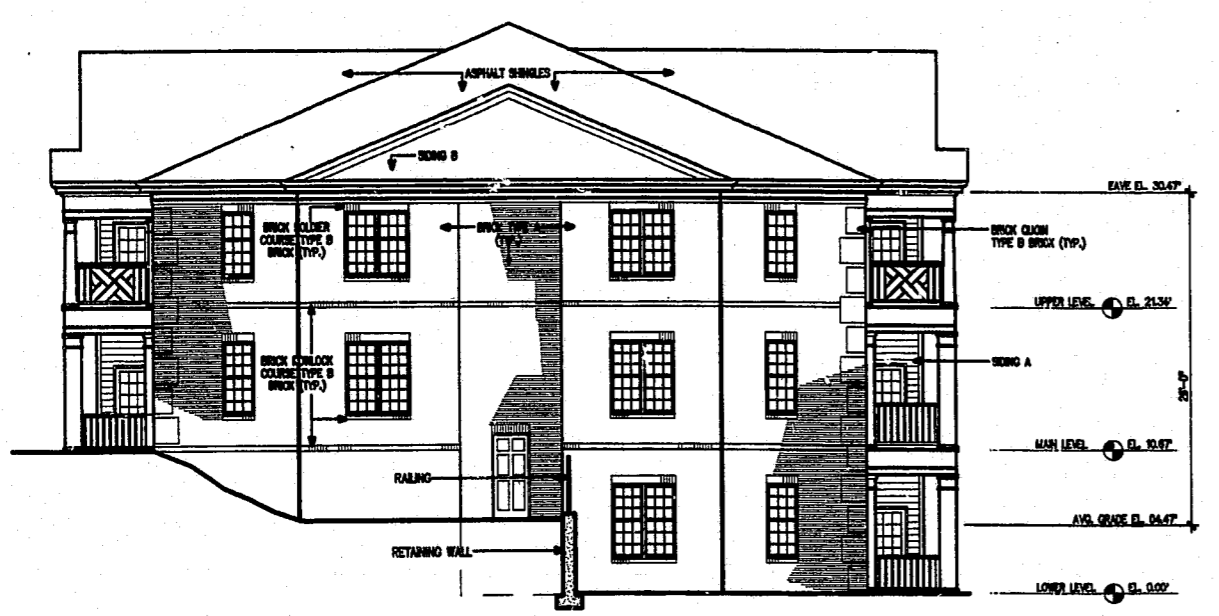 ASPHALT SHINGLES
SIDING B
EAVE EL. 30.47'
BRICK SOLDIER
COURSE TYPE B
BRICK (TYP.)
BRICK TYPE A
(TYP.)
BRICK QUOIN
TYPE B BRICK (TYP.)
UPPER LEVEL EL. 21.34'
BRICK ROWLOCK
COURSE TYPE B
BRICK (TYP.)
SIDING A
26'-0"
MAIN LEVEL EL. 10.67'
RAILING
AVG. GRADE EL. 04.47'
RETAINING WALL
LOWER LEVEL EL. 0.00'